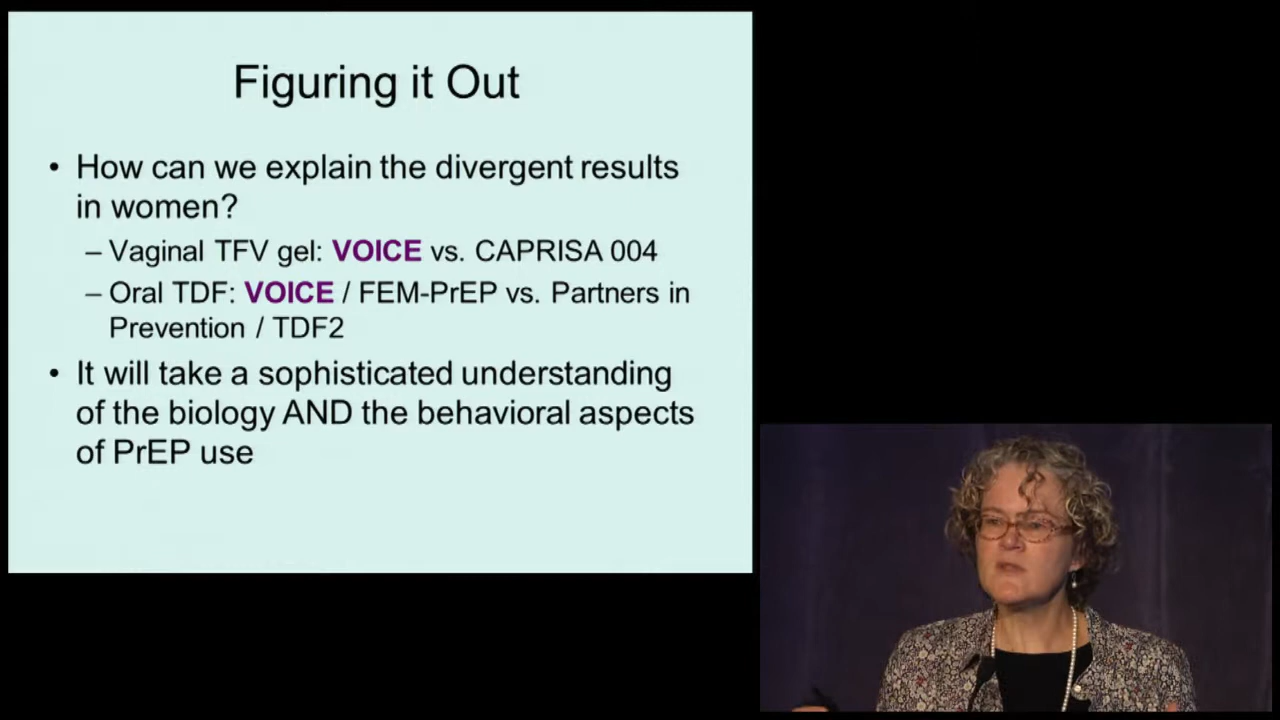 Figuring it Out
• How can we explain the divergent results
in women?
– Vaginal TFV gel: VOICE vs. CAPRISA 004
– Oral TDF: VOICE / FEM-PrEP vs. Partners in
Prevention / TDF2
• It will take a sophisticated understanding
of the biology AND the behavioral aspects
of PrEP use